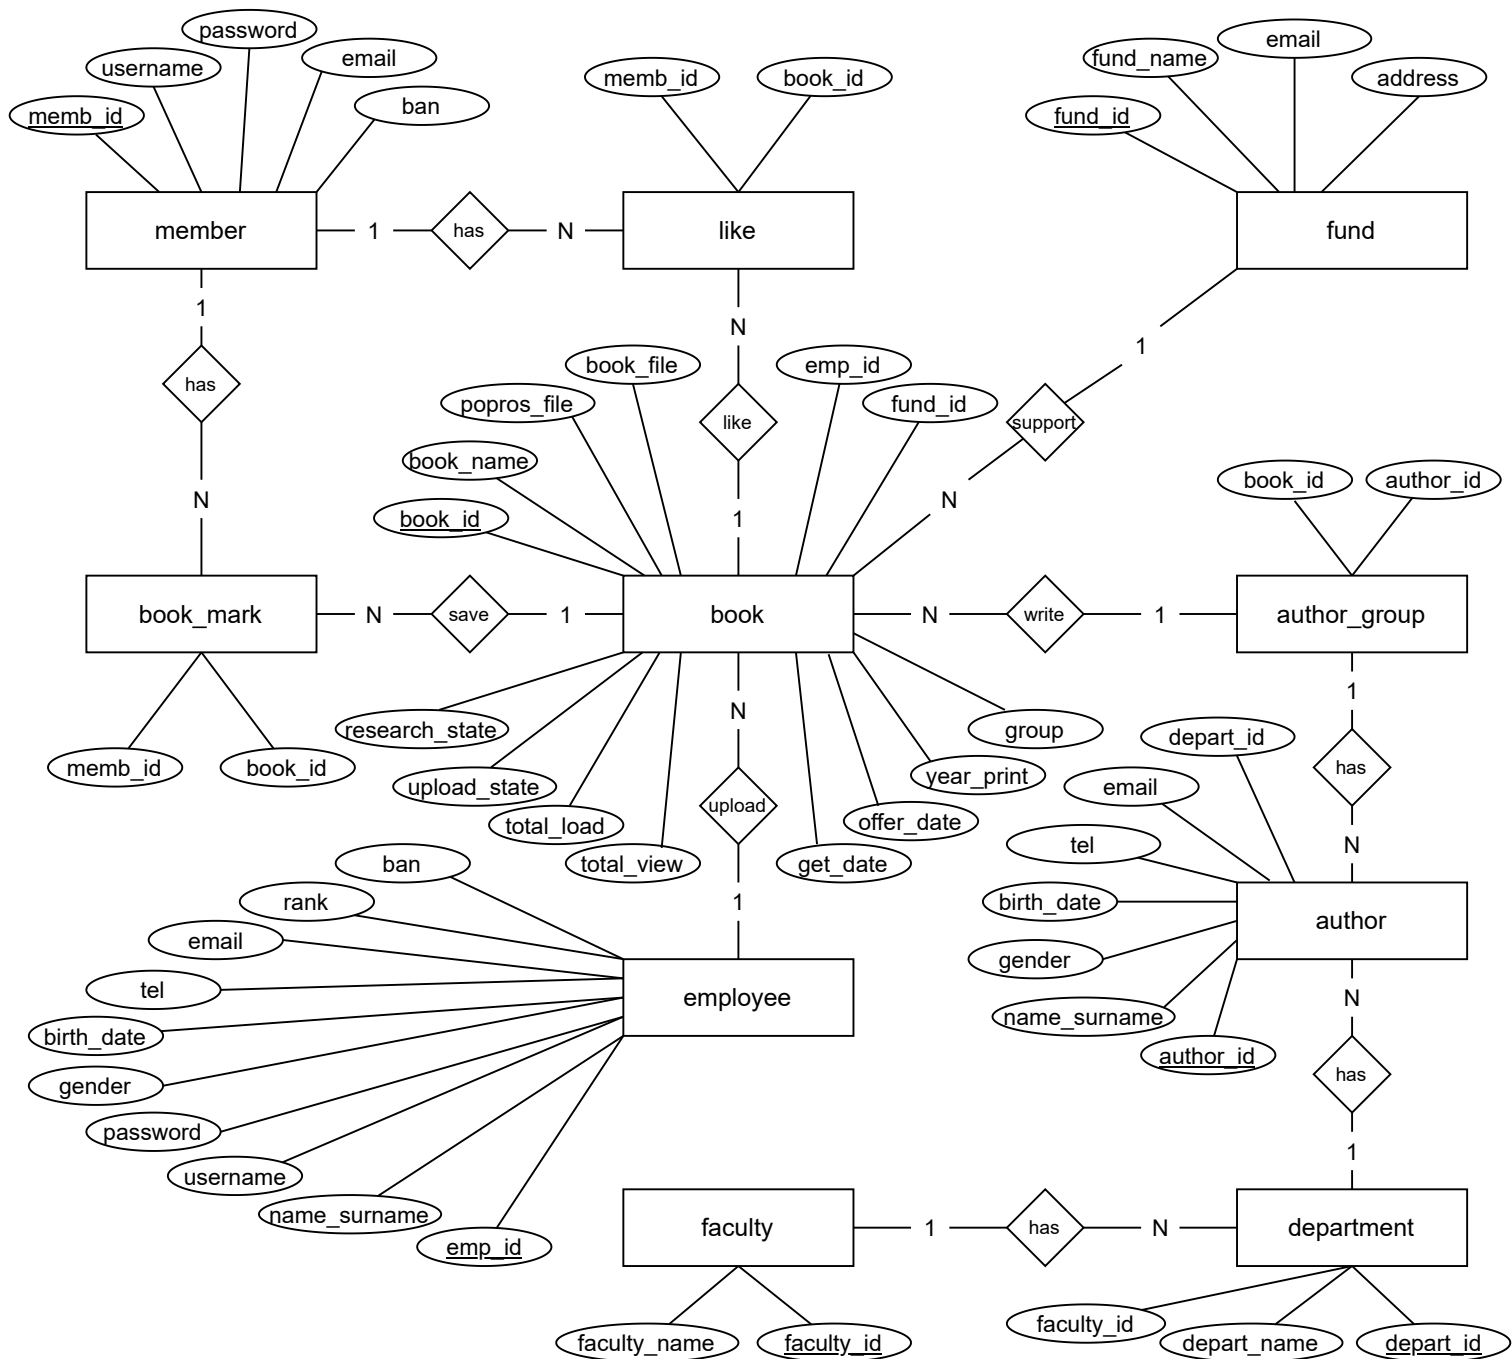 password
username
email
memb_id
ban
member
1
has
N
memb_id
book_id
like
fund_name
email
address
fund_id
fund
1
has
N
N
like
1
1
support
N
book_file
popros_file
book_name
book_id
emp_id
fund_id
book_id
author_id
book_mark
N
save
1
book
N
write
1
author_group
memb_id
book_id
research_state
upload_state
total_load
total_view
N
upload
1
group
year_print
offer_date
get_date
1
has
N
depart_id
email
tel
birth_date
gender
name_surname
author_id
author
ban
rank
email
tel
birth_date
gender
password
username
name_surname
emp_id
employee
N
has
1
faculty
1
has
N
department
faculty_name
faculty_id
faculty_id
depart_name
depart_id